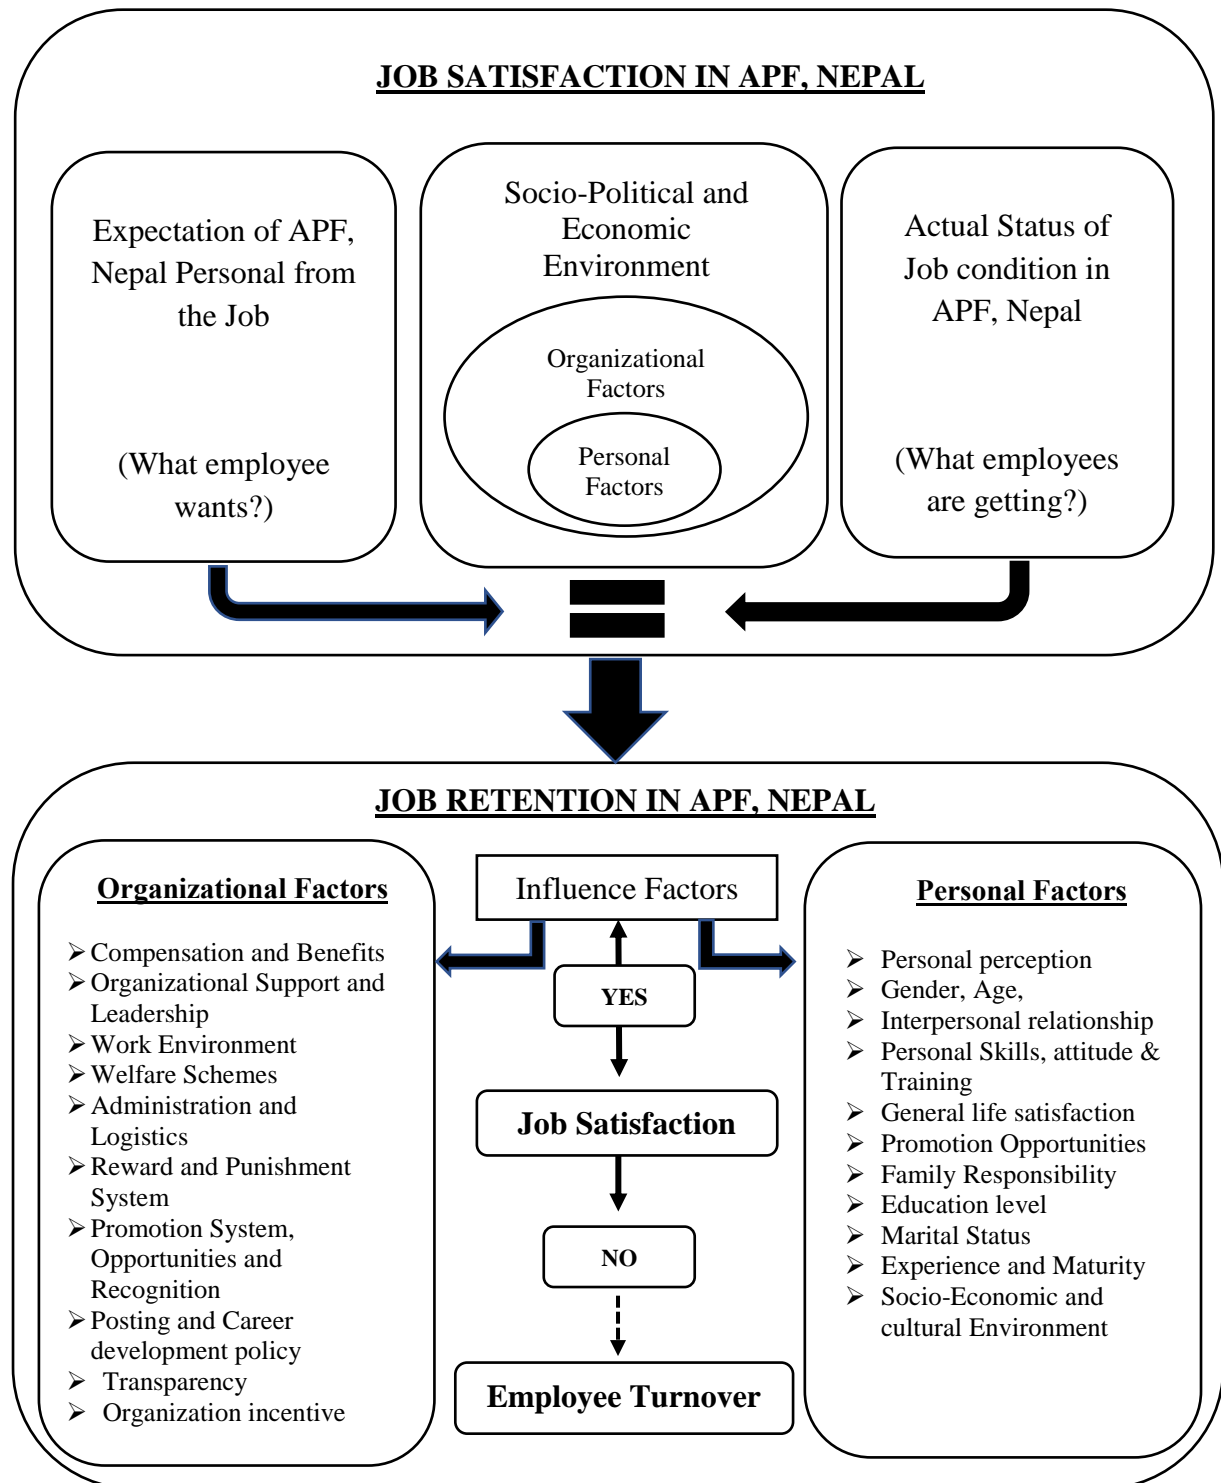 JOB SATISFACTION IN APF, NEPAL
Expectation of APF,
Nepal Personal from
the Job
(What employee
wants?)
Socio-Political and
Economic
Environment
Organizational
Factors
Personal
Factors
Actual Status of
Job condition in
APF, Nepal
(What employees
are getting?)
JOB RETENTION IN APF, NEPAL
Organizational Factors
➢ Compensation and Benefits
➢ Organizational Support and
Leadership
➢ Work Environment
➢ Welfare Schemes
➢ Administration and
Logistics
➢ Reward and Punishment
System
➢ Promotion System,
Opportunities and
Recognition
➢ Posting and Career
development policy
➢ Transparency
➢ Organization incentive
Influence Factors
YES
Job Satisfaction
NO
Employee Turnover
Personal Factors
➢ Personal perception
➢ Gender, Age,
➢ Interpersonal relationship
➢ Personal Skills, attitude &
Training
➢ General life satisfaction
➢ Promotion Opportunities
➢ Family Responsibility
➢ Education level
➢ Marital Status
➢ Experience and Maturity
➢ Socio-Economic and
cultural Environment